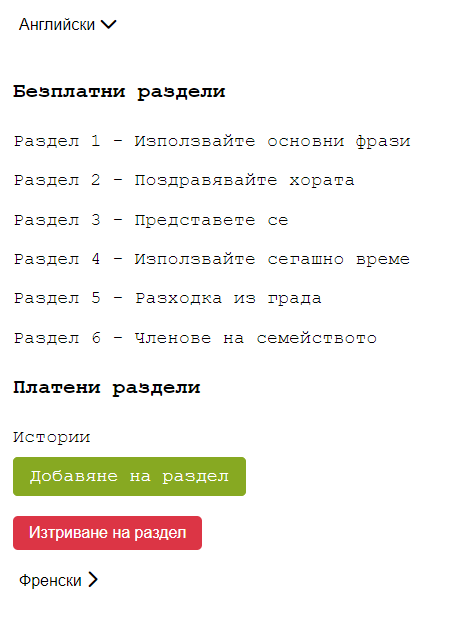 Английски
Безплатни раздели
Раздел 1 - Използвайте основни фрази
Раздел 2 - Поздравявайте хората
Раздел 3 - Представете се
Раздел 4 - Използвайте сегашно време
Раздел 5 - Разходка из града
Раздел 6 - Членове на семейството
Платени раздели
Истории
Добавяне на раздел
Изтриване на раздел
Френски